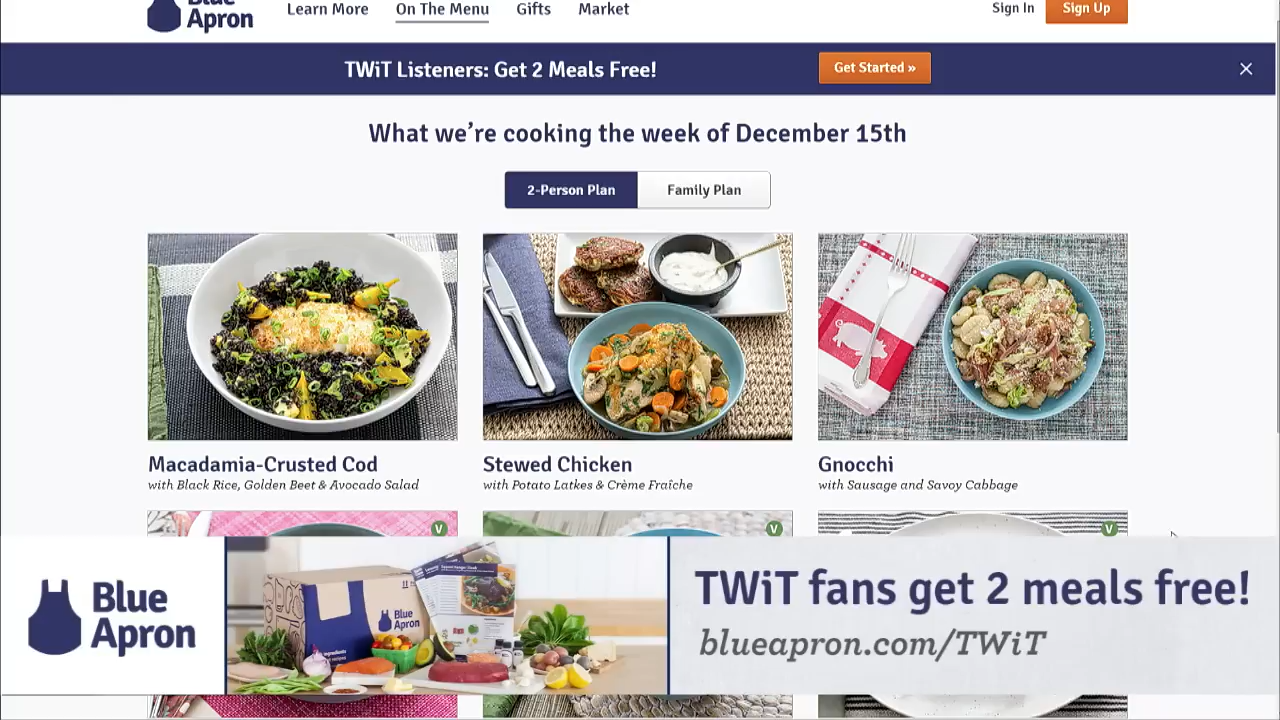 Blue
Apron
Learn More
On The Menu
Gifts
Market
Sign In
Sign Up
TWiT Listeners: Get 2 Meals Free!
Get Started »
What we're cooking the week of December 15th
2-Person Plan
Family Plan
Macadamia-Crusted Cod
with Black Rice, Golden Beet & Avocado Salad
Stewed Chicken
with Potato Latkes & Crème Fraîche
Gnocchi
with Sausage and Savoy Cabbage
V
V
V
Blue
Apron
Blue
Apron
TWiT fans get 2 meals free!
blueapron.com/TWiT